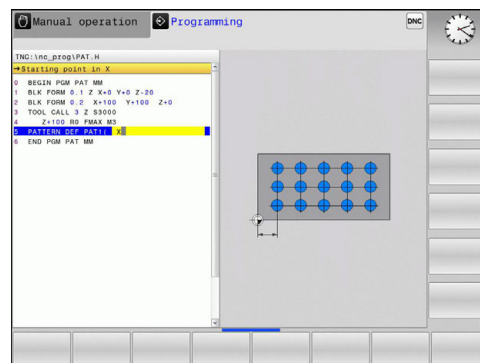 Manual operation
Programming
DNC
TNC:\nc_prog\PAT.H
→Starting point in X
0 BEGIN PGM PAT MM
1 BLK FORM 0.1 Z X+0 Y+0 Z-20
2 BLK FORM 0.2 X+100 Y+100 Z+0
3 TOOL CALL 3 Z S3000
4 Z+100 R0 FMAX M3
5 PATTERN DEF PAT1( X
6 END PGM PAT MM